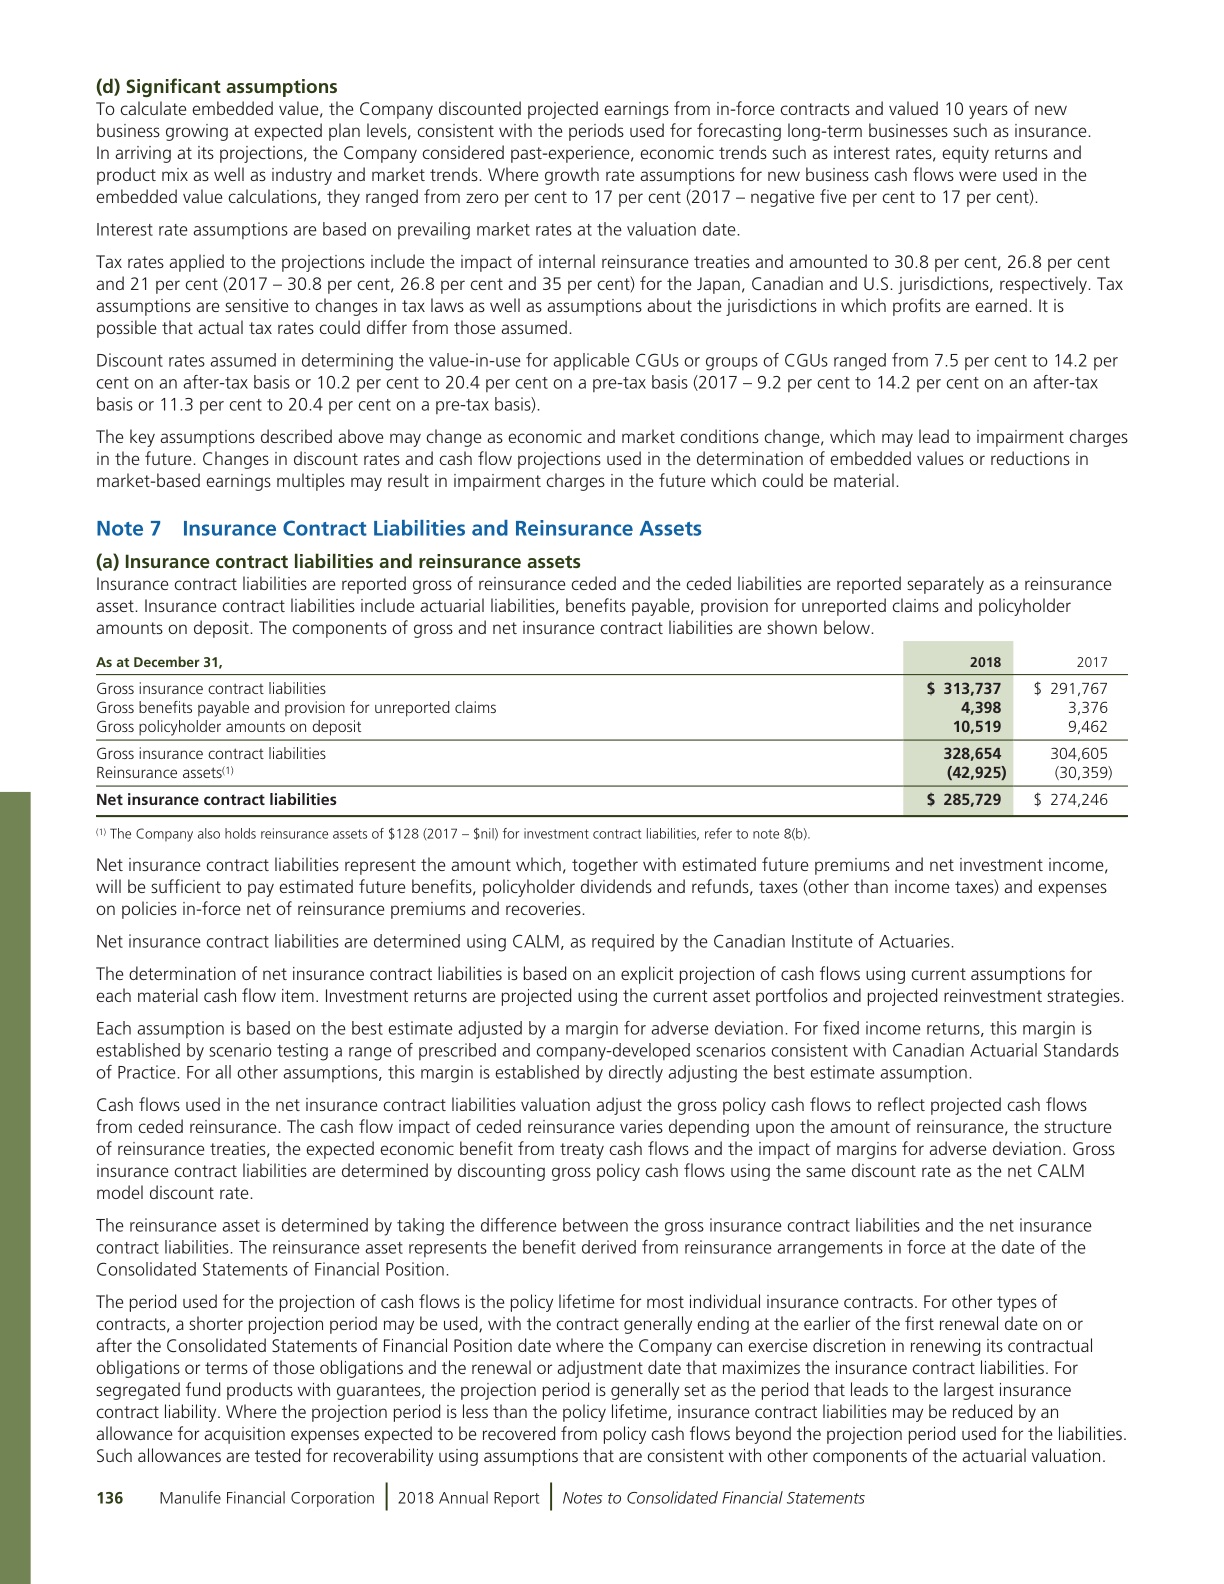 (d) Significant assumptions
To calculate embedded value, the Company discounted projected earnings from in-force contracts and valued 10 years of new
business growing at expected plan levels, consistent with the periods used for forecasting long-term businesses such as insurance.
In arriving at its projections, the Company considered past-experience, economic trends such as interest rates, equity returns and
product mix as well as industry and market trends. Where growth rate assumptions for new business cash flows were used in the
embedded value calculations, they ranged from zero per cent to 17 per cent (2017 – negative five per cent to 17 per cent).
Interest rate assumptions are based on prevailing market rates at the valuation date.
Tax rates applied to the projections include the impact of internal reinsurance treaties and amounted to 30.8 per cent, 26.8 per cent
and 21 per cent (2017 – 30.8 per cent, 26.8 per cent and 35 per cent) for the Japan, Canadian and U.S. jurisdictions, respectively. Tax
assumptions are sensitive to changes in tax laws as well as assumptions about the jurisdictions in which profits are earned. It is
possible that actual tax rates could differ from those assumed.
Discount rates assumed in determining the value-in-use for applicable CGUs or groups of CGUs ranged from 7.5 per cent to 14.2 per
cent on an after-tax basis or 10.2 per cent to 20.4 per cent on a pre-tax basis (2017 – 9.2 per cent to 14.2 per cent on an after-tax
basis or 11.3 per cent to 20.4 per cent on a pre-tax basis).
The key assumptions described above may change as economic and market conditions change, which may lead to impairment charges
in the future. Changes in discount rates and cash flow projections used in the determination of embedded values or reductions in
market-based earnings multiples may result in impairment charges in the future which could be material.
Note 7 Insurance Contract Liabilities and Reinsurance Assets
(a) Insurance contract liabilities and reinsurance assets
Insurance contract liabilities are reported gross of reinsurance ceded and the ceded liabilities are reported separately as a reinsurance
asset. Insurance contract liabilities include actuarial liabilities, benefits payable, provision for unreported claims and policyholder
amounts on deposit. The components of gross and net insurance contract liabilities are shown below.
As at December 31, 2018 2017
Gross insurance contract liabilities $ 313,737 $ 291,767
Gross benefits payable and provision for unreported claims 4,398 3,376
Gross policyholder amounts on deposit 10,519 9,462
Gross insurance contract liabilities 328,654 304,605
Reinsurance assets(1) (42,925) (30,359)
Net insurance contract liabilities $ 285,729 $ 274,246
(1) The Company also holds reinsurance assets of $128 (2017 – $nil) for investment contract liabilities, refer to note 8(b).
Net insurance contract liabilities represent the amount which, together with estimated future premiums and net investment income,
will be sufficient to pay estimated future benefits, policyholder dividends and refunds, taxes (other than income taxes) and expenses
on policies in-force net of reinsurance premiums and recoveries.
Net insurance contract liabilities are determined using CALM, as required by the Canadian Institute of Actuaries.
The determination of net insurance contract liabilities is based on an explicit projection of cash flows using current assumptions for
each material cash flow item. Investment returns are projected using the current asset portfolios and projected reinvestment strategies.
Each assumption is based on the best estimate adjusted by a margin for adverse deviation. For fixed income returns, this margin is
established by scenario testing a range of prescribed and company-developed scenarios consistent with Canadian Actuarial Standards
of Practice. For all other assumptions, this margin is established by directly adjusting the best estimate assumption.
Cash flows used in the net insurance contract liabilities valuation adjust the gross policy cash flows to reflect projected cash flows
from ceded reinsurance. The cash flow impact of ceded reinsurance varies depending upon the amount of reinsurance, the structure
of reinsurance treaties, the expected economic benefit from treaty cash flows and the impact of margins for adverse deviation. Gross
insurance contract liabilities are determined by discounting gross policy cash flows using the same discount rate as the net CALM
model discount rate.
The reinsurance asset is determined by taking the difference between the gross insurance contract liabilities and the net insurance
contract liabilities. The reinsurance asset represents the benefit derived from reinsurance arrangements in force at the date of the
Consolidated Statements of Financial Position.
The period used for the projection of cash flows is the policy lifetime for most individual insurance contracts. For other types of
contracts, a shorter projection period may be used, with the contract generally ending at the earlier of the first renewal date on or
after the Consolidated Statements of Financial Position date where the Company can exercise discretion in renewing its contractual
obligations or terms of those obligations and the renewal or adjustment date that maximizes the insurance contract liabilities. For
segregated fund products with guarantees, the projection period is generally set as the period that leads to the largest insurance
contract liability. Where the projection period is less than the policy lifetime, insurance contract liabilities may be reduced by an
allowance for acquisition expenses expected to be recovered from policy cash flows beyond the projection period used for the liabilities.
Such allowances are tested for recoverability using assumptions that are consistent with other components of the actuarial valuation.
136 Manulife Financial Corporation | 2018 Annual Report | Notes to Consolidated Financial Statements